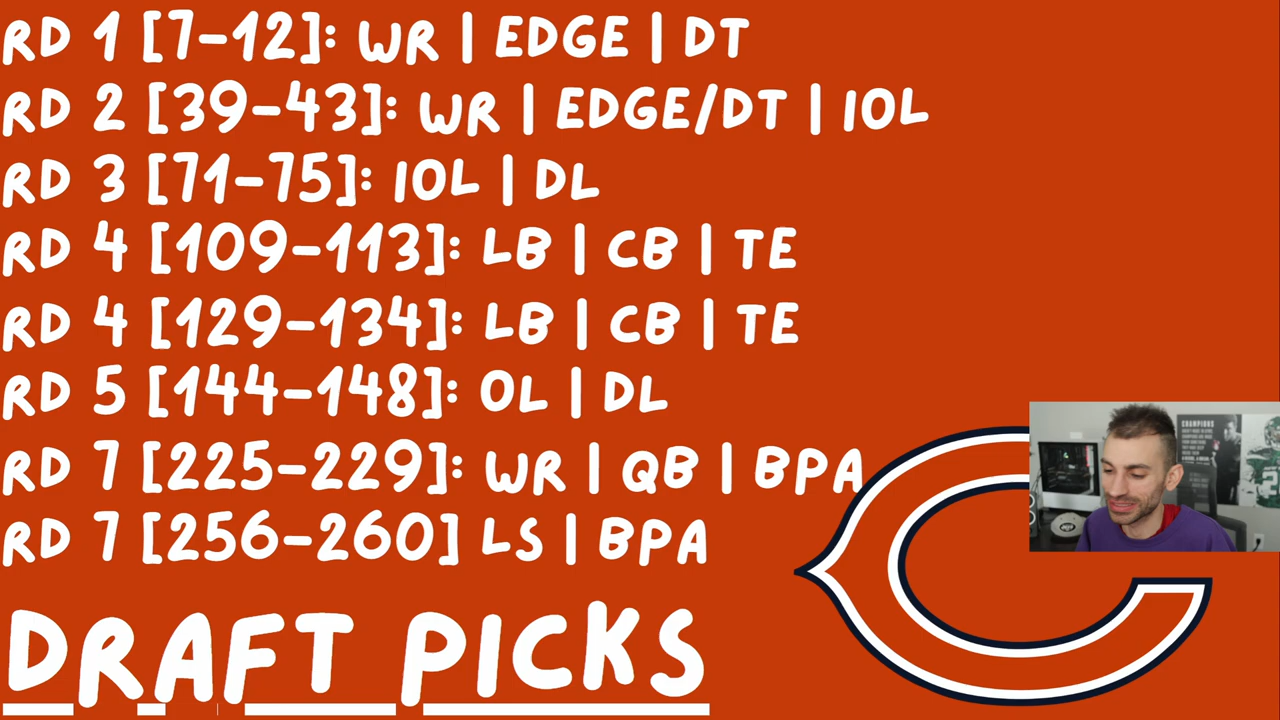 RD 1 [7-12]: WR | EDGE | DT
RD 2 [39-43]: WR | EDGE/DT | IOL
RD 3 [71-75]: IOL | DL
RD 4 [109-113]: LB | CB | TE
RD 4 [129-134]: LB | CB | TE
RD 5 [144-148]: OL | DL
RD 7 [225-229]: WR | QB | BPA
RD 7 [256-260] LS | BPA
DRAFT PICKS
CHAMPIONS